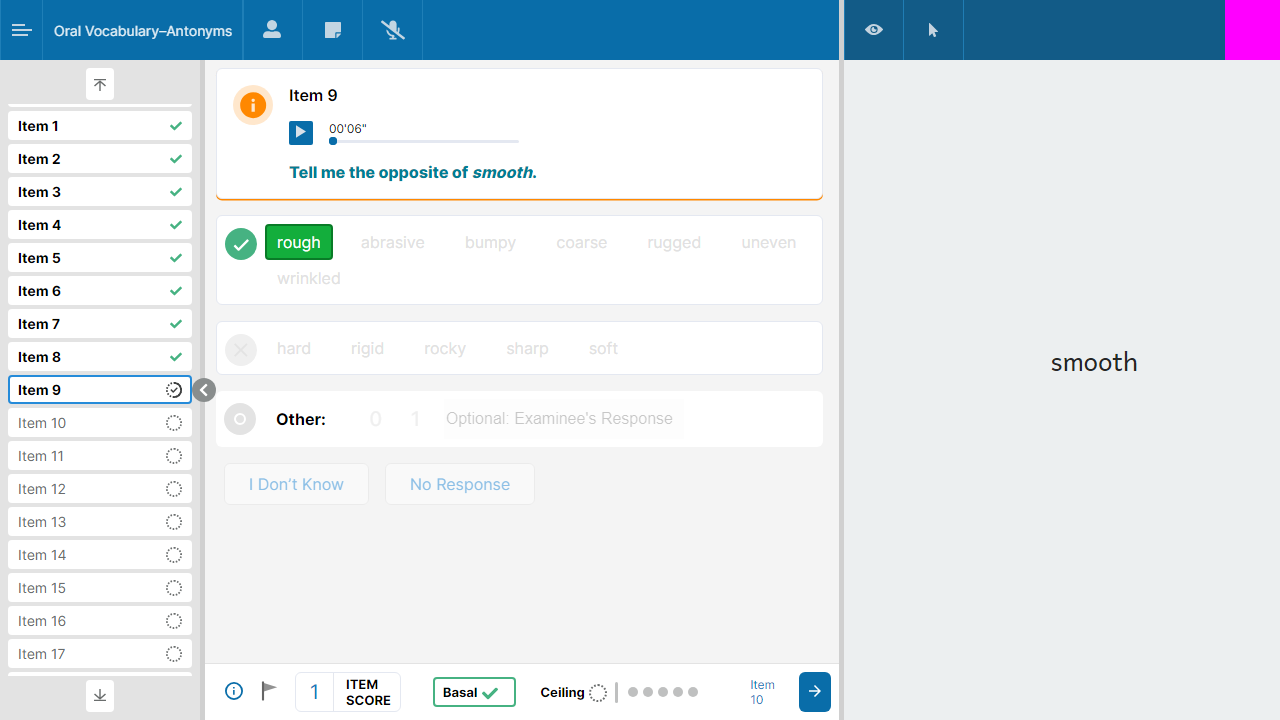 Oral Vocabulary–Antonyms
Item 1
Item 2
Item 3
Item 4
Item 5
Item 6
Item 7
Item 8
Item 9
Item 10
Item 11
Item 12
Item 13
Item 14
Item 15
Item 16
Item 17
Item 9
00'06"
Tell me the opposite of smooth.
rough abrasive bumpy coarse rugged uneven
wrinkled
hard rigid rocky sharp soft
Other: 0 1 Optional: Examinee's Response
I Don't Know No Response
1 ITEM SCORE
Basal
Ceiling
Item 10
smooth